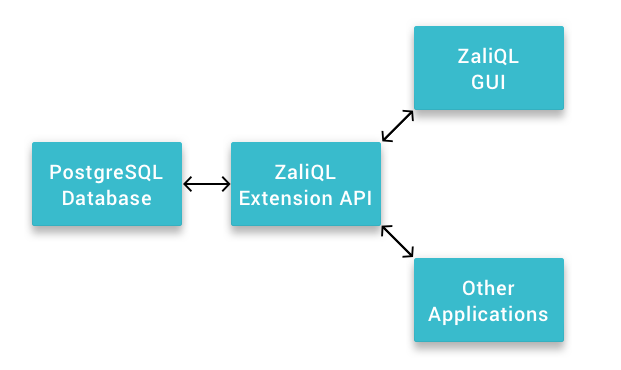 ZaliQL
GUI
PostgreSQL
Database
ZaliQL
Extension API
Other
Applications